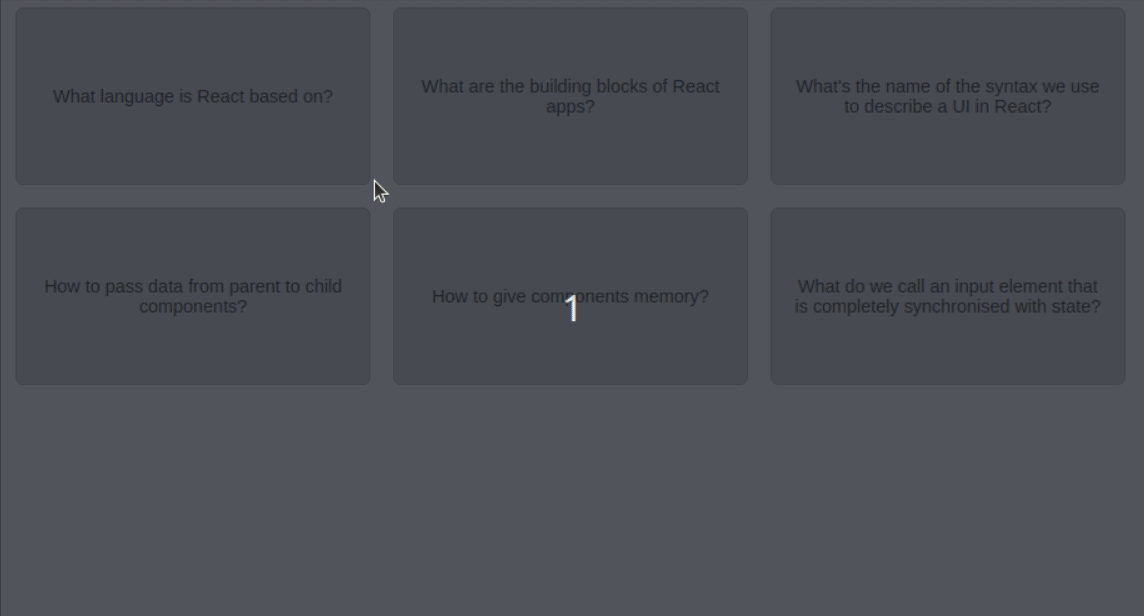 What language is React based on?
What are the building blocks of React
apps?
What's the name of the syntax we use
to describe a UI in React?
How to pass data from parent to child
components?
How to give components memory?
1
What do we call an input element that
is completely synchronised with state?